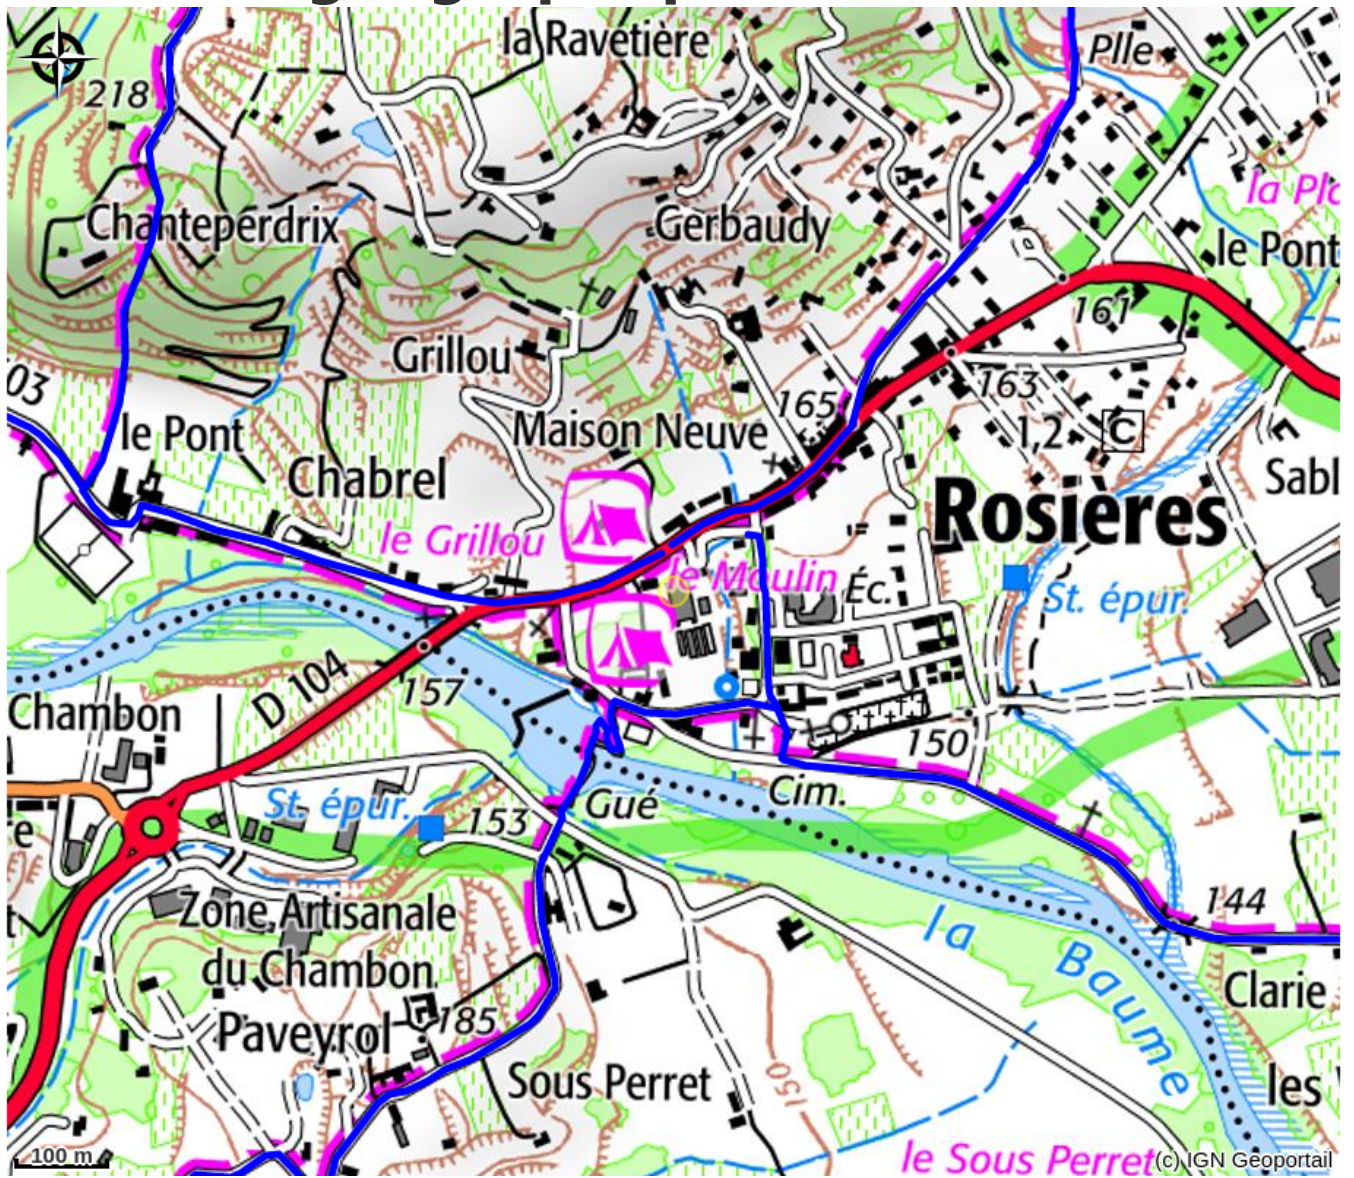 la Ravetière
Plle
218
la Pla
Chanteperdrix
Gerbaudy
le Pont
161
Grillou
03
163
165
le Pont
Maison Neuve
1,2
C
Chabrel
Sabl
Rosières
le Grillou
le Moulin
Éc.
St. épur.
D 104
157
Chambon
150
St. épur.
153
Gué
Cim.
e
144
Zone Artisanale
du Chambon
la Baume
t
Clarie
185
Paveyrol
Sous Perret
150
les
100 m
le Sous Perret
(c) IGN Geoportail